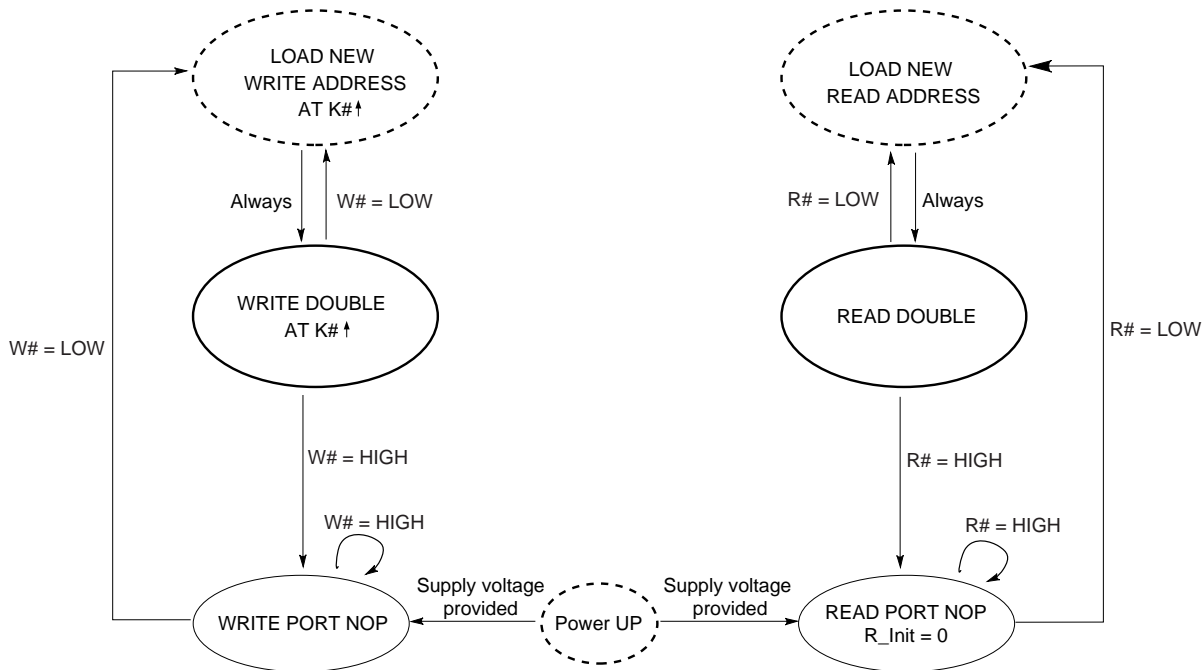 LOAD NEW
WRITE ADDRESS
AT K#↑
LOAD NEW
READ ADDRESS
Always
W# = LOW
R# = LOW
Always
WRITE DOUBLE
AT K#↑
READ DOUBLE
W# = LOW
R# = LOW
W# = HIGH
R# = HIGH
W# = HIGH
R# = HIGH
Supply voltage
provided
Supply voltage
provided
WRITE PORT NOP
Power UP
READ PORT NOP
R_Init = 0